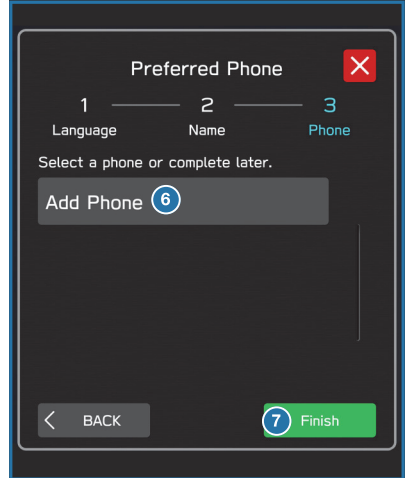 Preferred Phone
1 2 3
Language Name Phone
Select a phone or complete later.
Add Phone 6
BACK 7 Finish